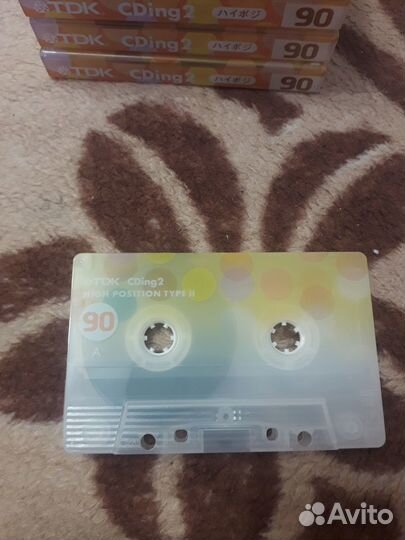 TDK CDing2 ハイポジ 90
TDK CDing2 ハイポジ 90
TDK CDing2 ハイポジ 90
TDK CDing2
HIGH POSITION TYPE II
90
A
Avito